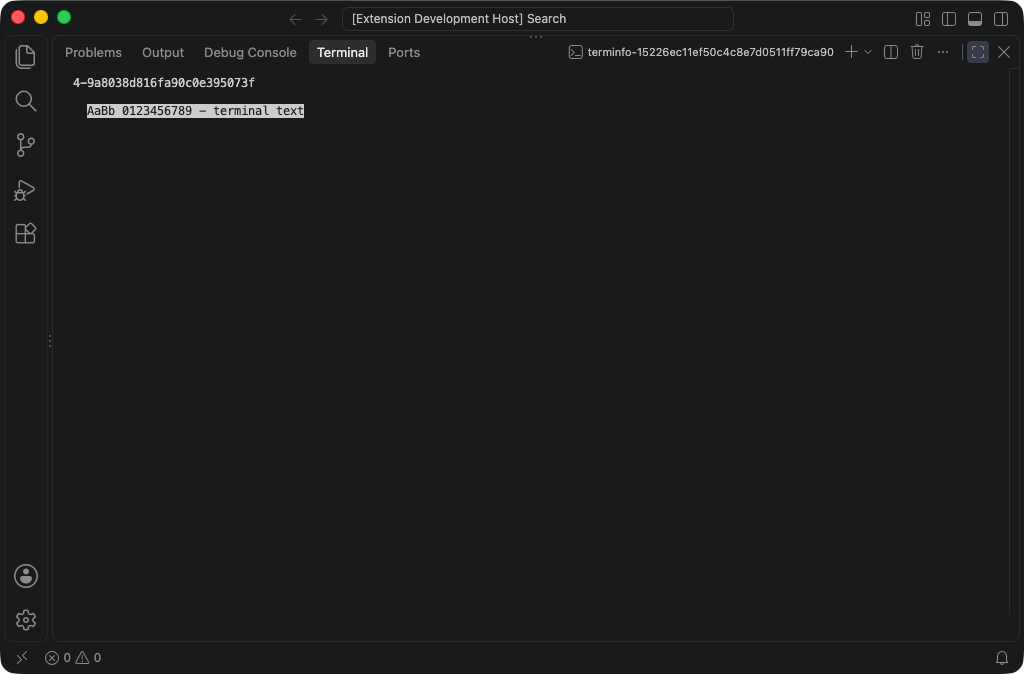 [Extension Development Host] Search
Problems Output Debug Console Terminal Ports terminfo-15226ec11ef50c4c8e7d0511ff79ca90
4-9a8038d816fa90c0e395073f
AaBb 0123456789 - terminal text
0 0